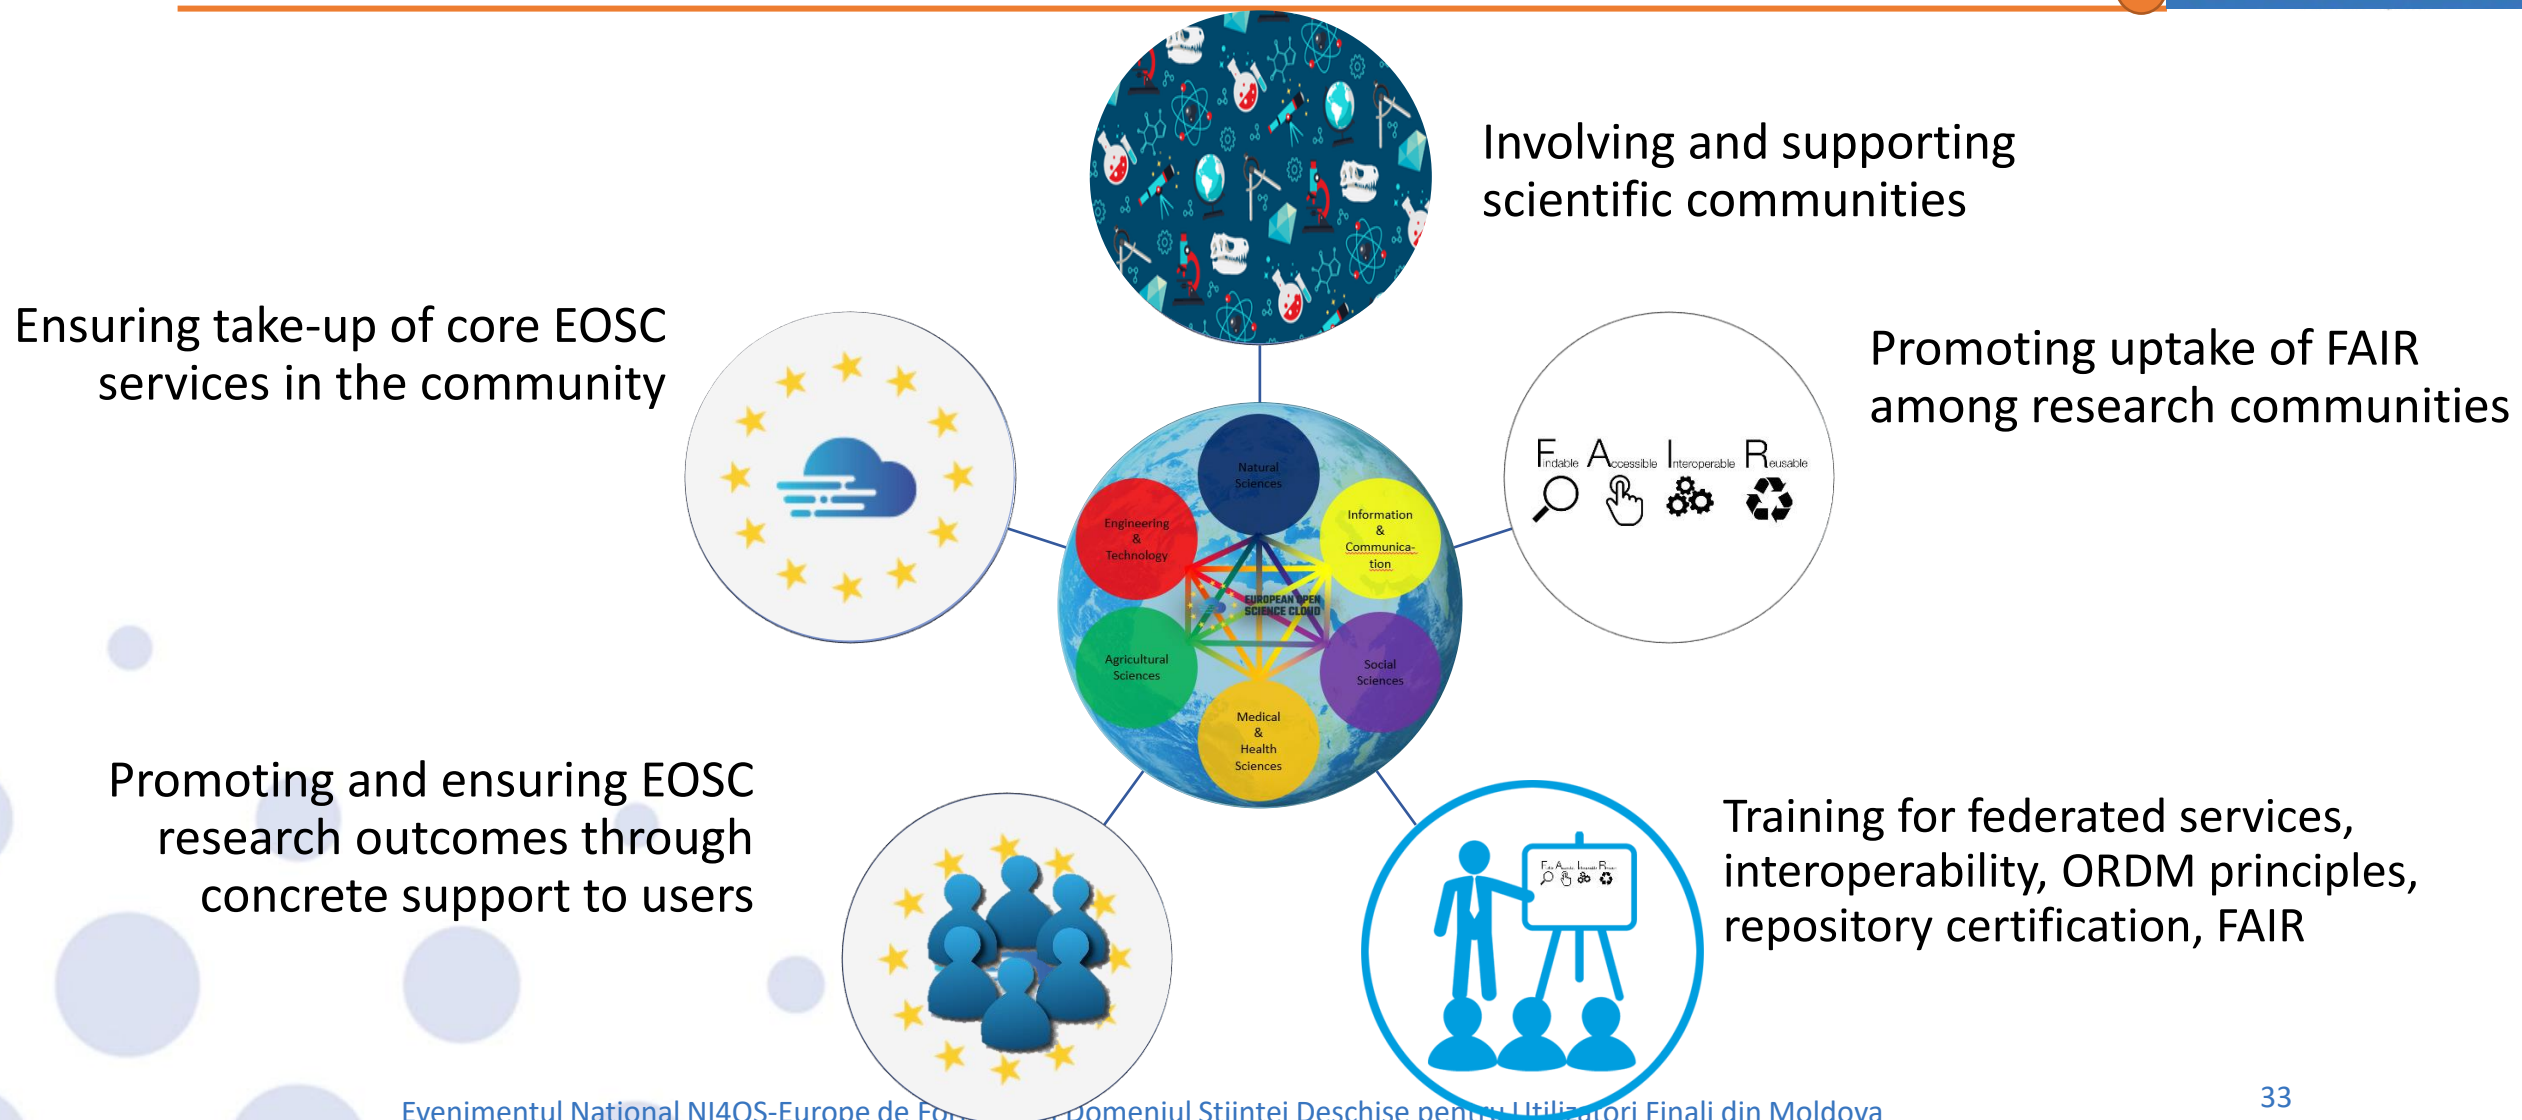 Involving and supporting
scientific communities
Ensuring take-up of core EOSC
services in the community
Promoting uptake of FAIR
among research communities
Findable Accessible Interoperable Reusable
Natural
Sciences
Engineering
&
Technology
Information
&
Communica-
tion
EUROPEAN OPEN
SCIENCE CLOUD
Agricultural
Sciences
Social
Sciences
Medical
&
Health
Sciences
Promoting and ensuring EOSC
research outcomes through
concrete support to users
Training for federated services,
interoperability, ORDM principles,
repository certification, FAIR
Evenimentul National NI4OS-Europe de Domeniul Stiintei Deschise pentru Utilizatori Finali din Moldova
33